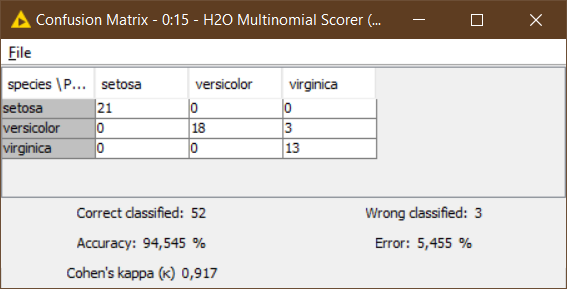 Confusion Matrix - 0:15 - H2O Multinomial Scorer (...
File
species \P... setosa versicolor virginica
setosa 21 0 0
versicolor 0 18 3
virginica 0 0 13
Correct classified: 52 Wrong classified: 3
Accuracy: 94,545 % Error: 5,455 %
Cohen's kappa (κ) 0,917